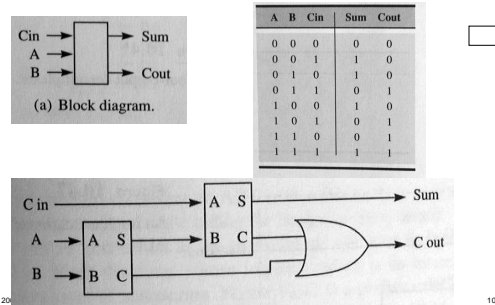 Cin
Sum
A
B
Cout
(a) Block diagram.
A B Cin Sum Cout
0 0 0 0 0
0 0 1 1 0
0 1 0 1 0
0 1 1 0 1
1 0 0 1 0
1 0 1 0 1
1 1 0 0 1
1 1 1 1 1
C in
A S
Sum
A
A S
B C
C out
B
B C
20
10